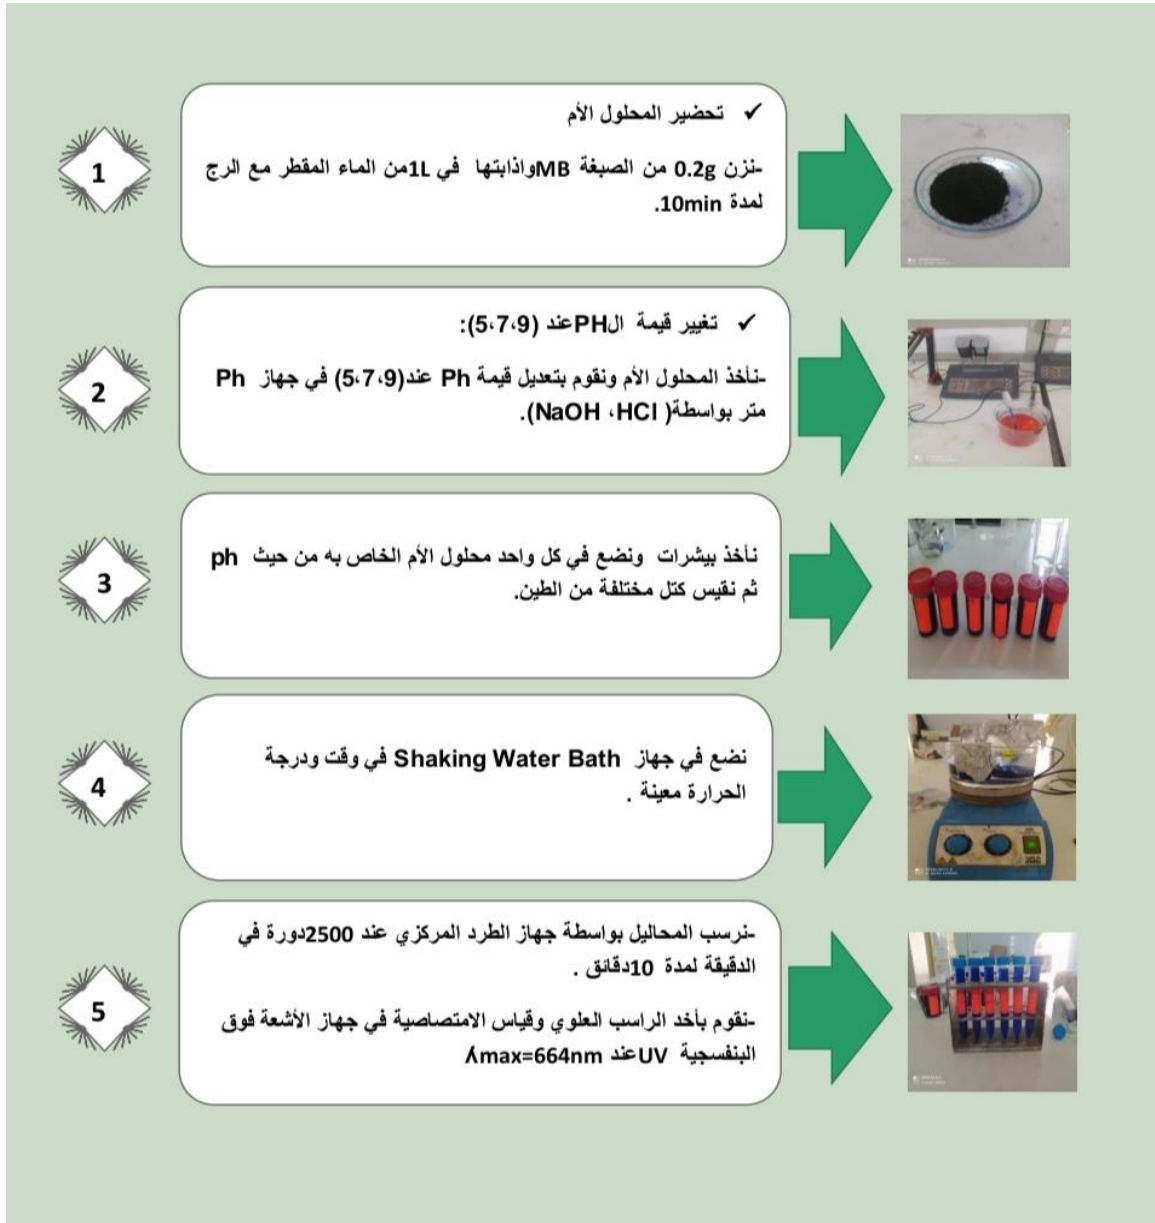 1
✓ تحضير المحلول الأم
-نزن 0.2g من الصبغة MBواذابتها في 1Lمن الماء المقطر مع الرج
لمدة 10min.
2
✓ تغيير قيمة الPHعند (5،7،9):
-نأخذ المحلول الأم ونقوم بتعديل قيمة Ph عند(5،7،9) في جهاز Ph
متر بواسطة( NaOH ،HCl).
3
نأخذ بيشرات ونضع في كل واحد محلول الأم الخاص به من حيث ph
ثم نقيس كتل مختلفة من الطين.
4
نضع في جهاز Shaking Water Bath في وقت ودرجة
الحرارة معينة .
5
-نرسب المحاليل بواسطة جهاز الطرد المركزي عند 2500دورة في
الدقيقة لمدة 10دقائق .
-نقوم بأخد الراسب العلوي وقياس الامتصاصية في جهاز الأشعة فوق
البنفسجية UVعند ʎmax=664nm